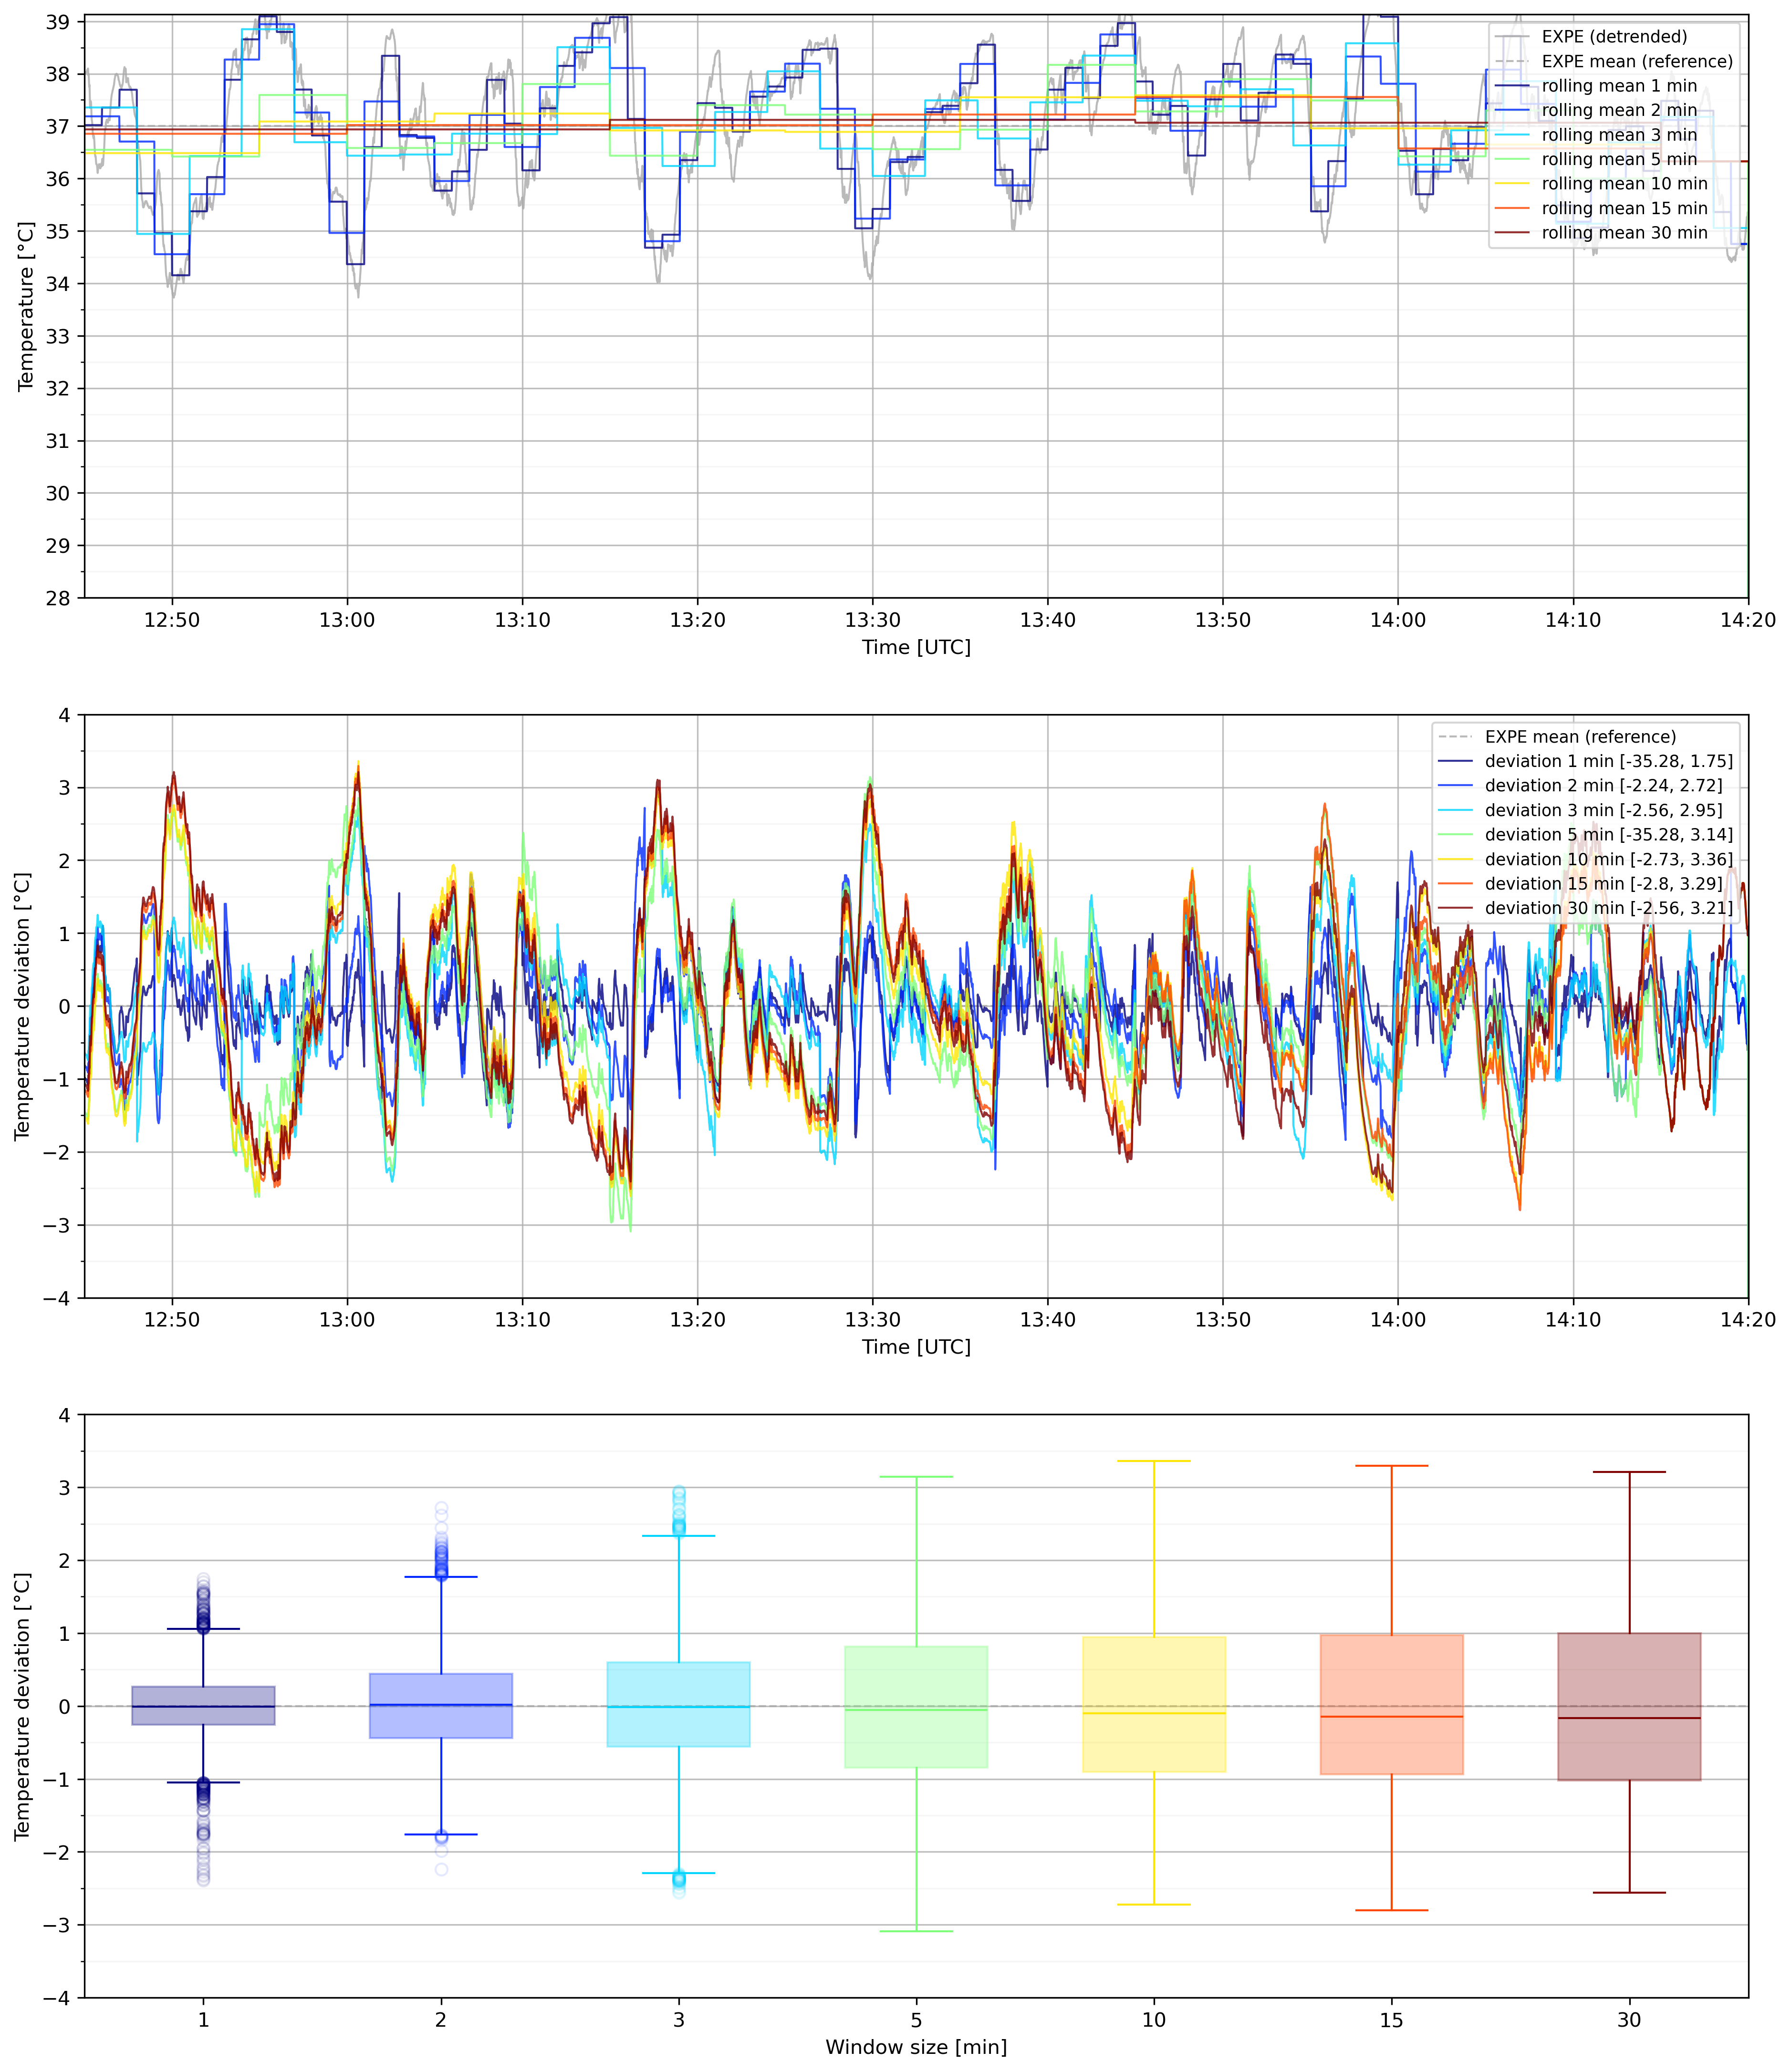 39
38
37
36
35
34
33
32
31
30
29
28
Temperature [°C]
EXPE (detrended)
EXPE mean (reference)
rolling mean 1 min
rolling mean 2 min
rolling mean 3 min
rolling mean 5 min
rolling mean 10 min
rolling mean 15 min
rolling mean 30 min
12:50 13:00 13:10 13:20 13:30 13:40 13:50 14:00 14:10 14:20
Time [UTC]
4
3
2
1
0
−1
−2
−3
−4
Temperature deviation [°C]
EXPE mean (reference)
deviation 1 min [-35.28, 1.75]
deviation 2 min [-2.24, 2.72]
deviation 3 min [-2.56, 2.95]
deviation 5 min [-35.28, 3.14]
deviation 10 min [-2.73, 3.36]
deviation 15 min [-2.8, 3.29]
deviation 30 min [-2.56, 3.21]
12:50 13:00 13:10 13:20 13:30 13:40 13:50 14:00 14:10 14:20
Time [UTC]
4
3
2
1
0
−1
−2
−3
−4
Temperature deviation [°C]
1 2 3 5 10 15 30
Window size [min]